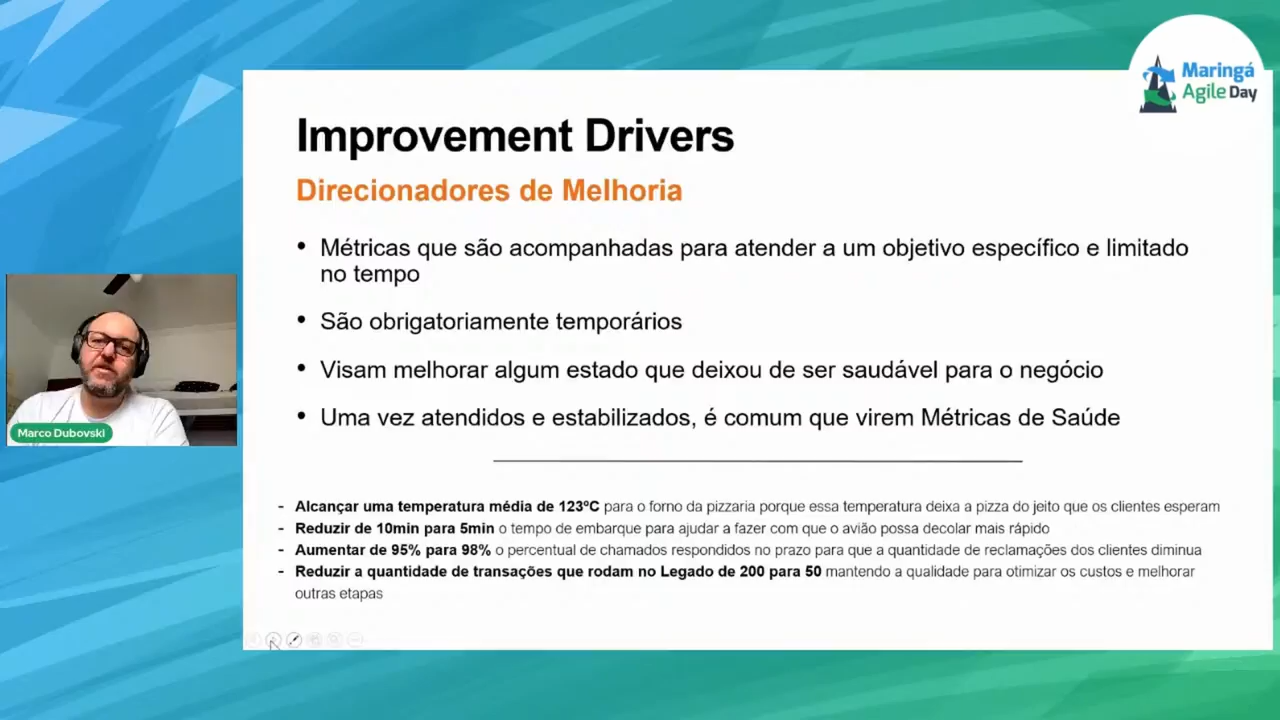 Maringá
Agile Day
Improvement Drivers
Direcionadores de Melhoria
• Métricas que são acompanhadas para atender a um objetivo específico e limitado
no tempo
• São obrigatoriamente temporários
• Visam melhorar algum estado que deixou de ser saudável para o negócio
• Uma vez atendidos e estabilizados, é comum que virem Métricas de Saúde
Marco Dubovski
- Alcançar uma temperatura média de 123ºC para o forno da pizzaria porque essa temperatura deixa a pizza do jeito que os clientes esperam
- Reduzir de 10min para 5min o tempo de embarque para ajudar a fazer com que o avião possa decolar mais rápido
- Aumentar de 95% para 98% o percentual de chamados respondidos no prazo para que a quantidade de reclamações dos clientes diminua
- Reduzir a quantidade de transações que rodam no Legado de 200 para 50 mantendo a qualidade para otimizar os custos e melhorar
outras etapas